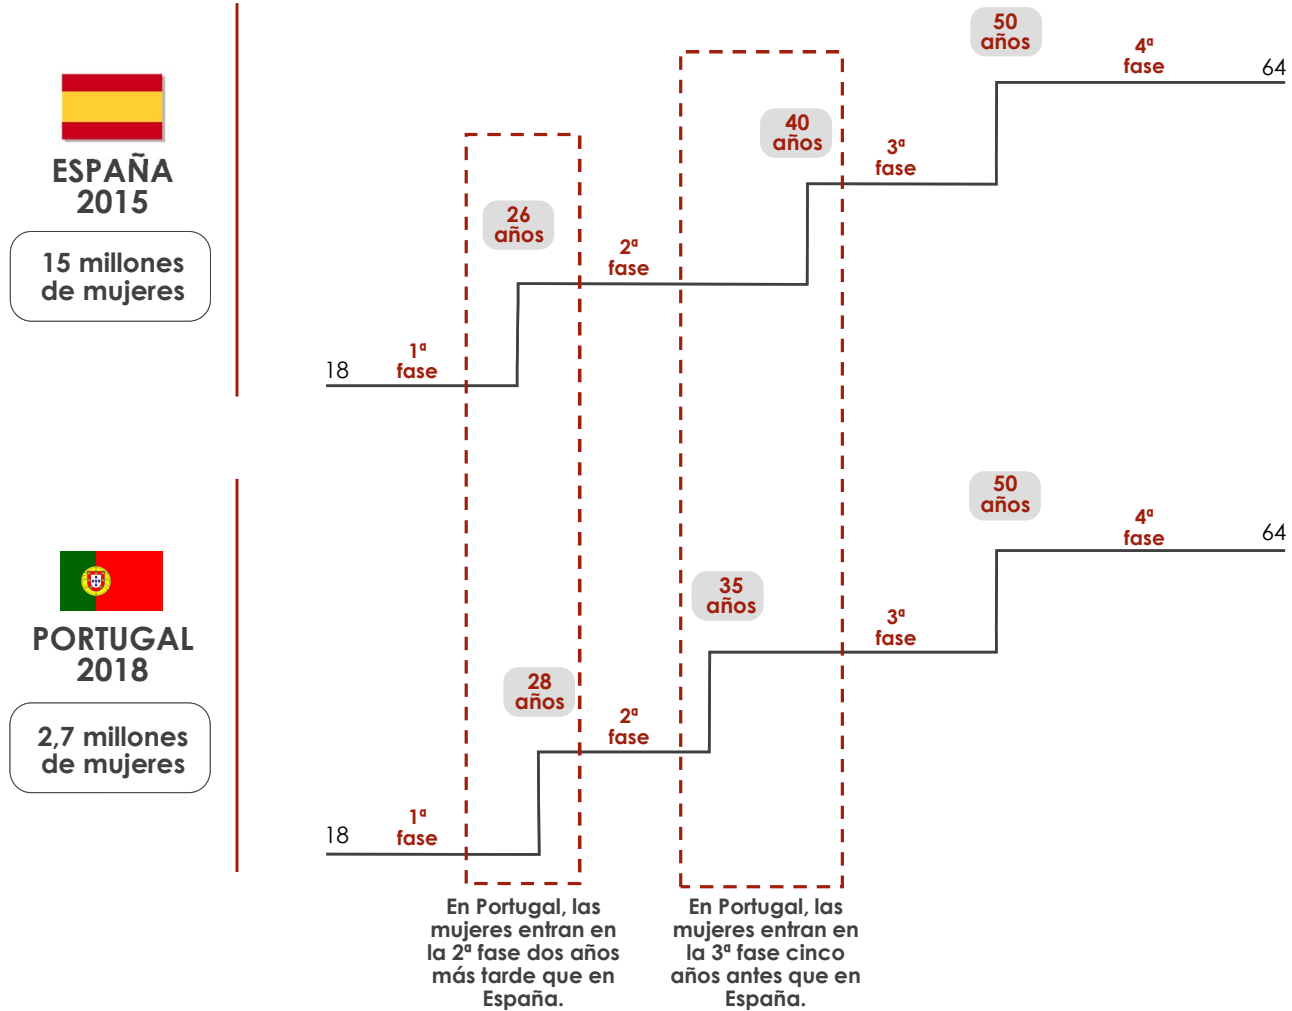 ESPAÑA
2015
15 millones
de mujeres
50
años
4ª
fase
64
40
años
3ª
fase
26
años
2ª
fase
18
1ª
fase
PORTUGAL
2018
2,7 millones
de mujeres
50
años
4ª
fase
64
35
años
3ª
fase
28
años
2ª
fase
18
1ª
fase
En Portugal, las
mujeres entran en
la 2ª fase dos años
más tarde que en
España.
En Portugal, las
mujeres entran en
la 3ª fase cinco
años antes que en
España.